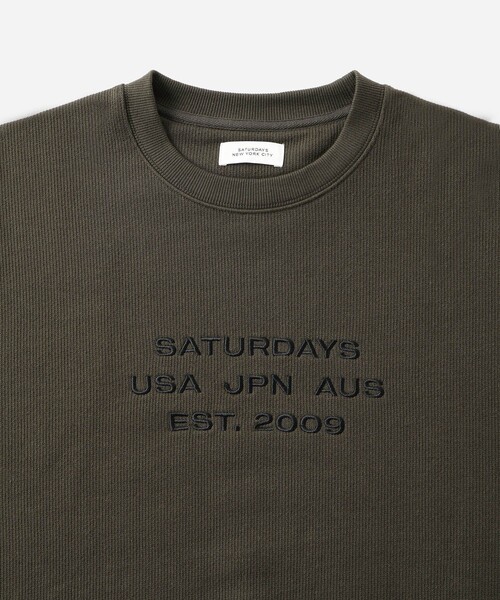 SATURDAYS
NEW YORK CITY
SATURDAYS
USA JPN AUS
EST. 2009